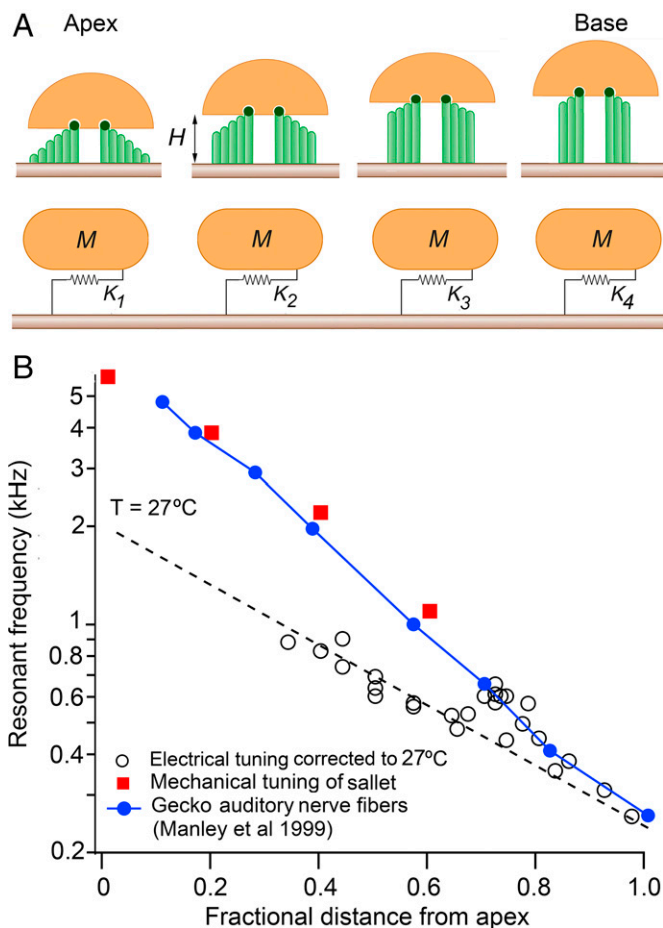 A
Apex
Base
H
M
M
M
M
K1
K2
K3
K4
B
Resonant frequency (kHz)
5
4
3
2
1
0.8
0.6
0.4
0.2
T = 27ºC
Electrical tuning corrected to 27ºC
Mechanical tuning of sallet
Gecko auditory nerve fibers
(Manley et al 1999)
0
0.2
0.4
0.6
0.8
1.0
Fractional distance from apex